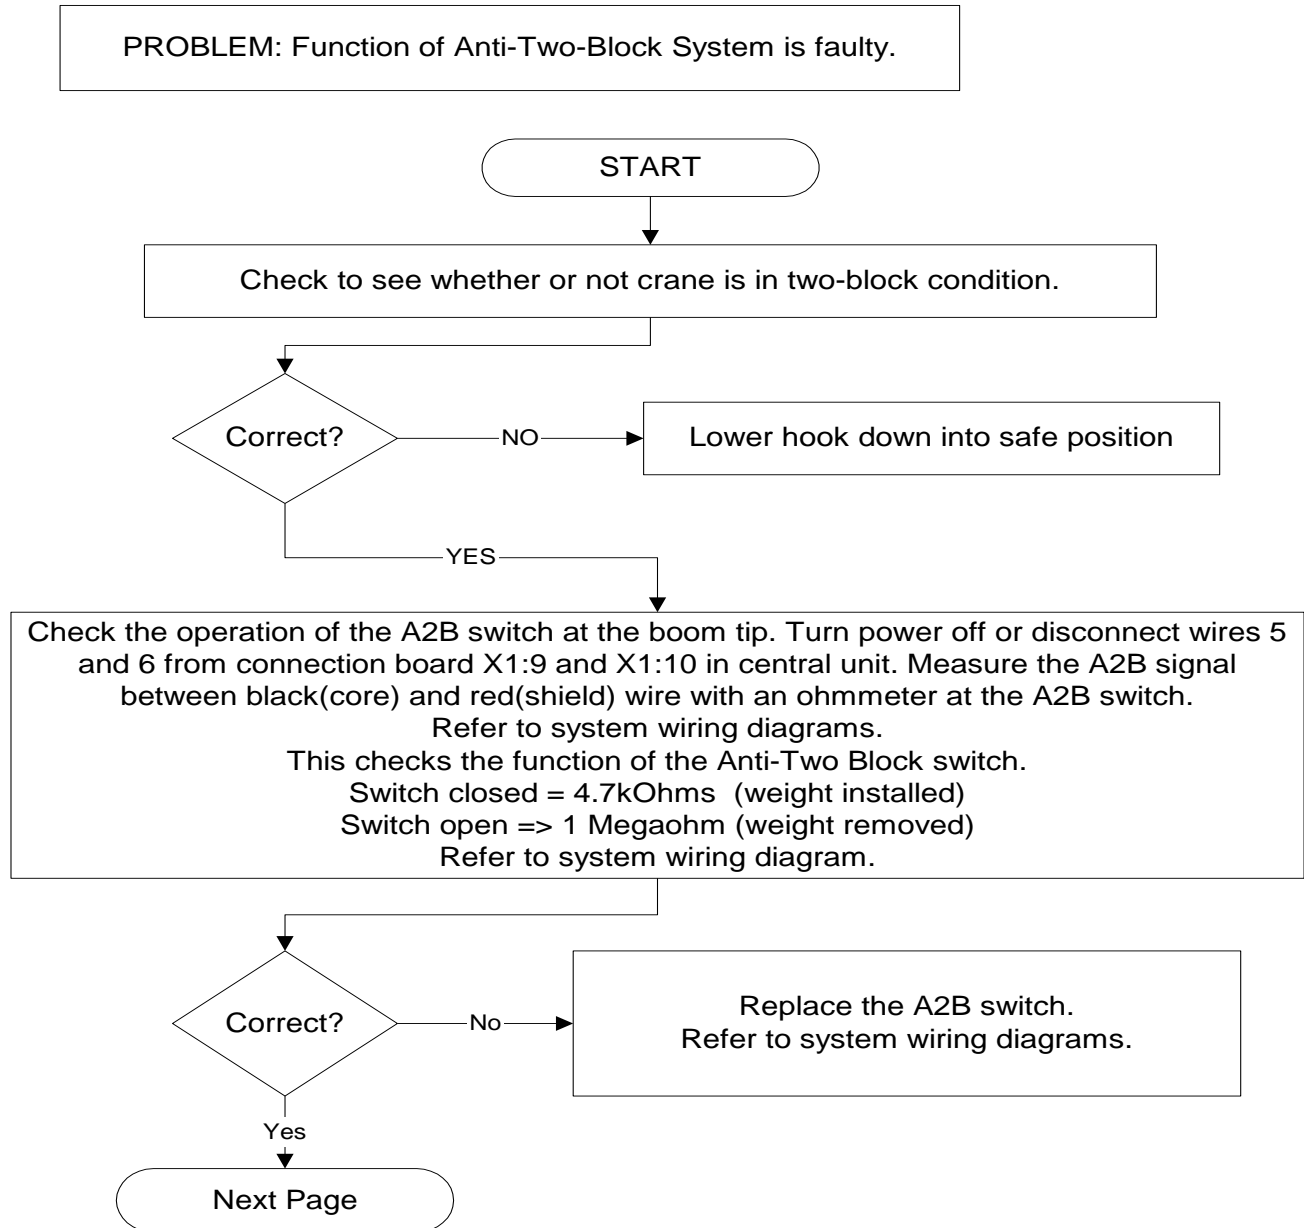 PROBLEM: Function of Anti-Two-Block System is faulty.
START
Check to see whether or not crane is in two-block condition.
Correct?
NO
Lower hook down into safe position
YES
Check the operation of the A2B switch at the boom tip. Turn power off or disconnect wires 5
and 6 from connection board X1:9 and X1:10 in central unit. Measure the A2B signal
between black(core) and red(shield) wire with an ohmmeter at the A2B switch.
Refer to system wiring diagrams.
This checks the function of the Anti-Two Block switch.
Switch closed = 4.7kOhms (weight installed)
Switch open => 1 Megaohm (weight removed)
Refer to system wiring diagram.
Correct?
No
Replace the A2B switch.
Refer to system wiring diagrams.
Yes
Next Page